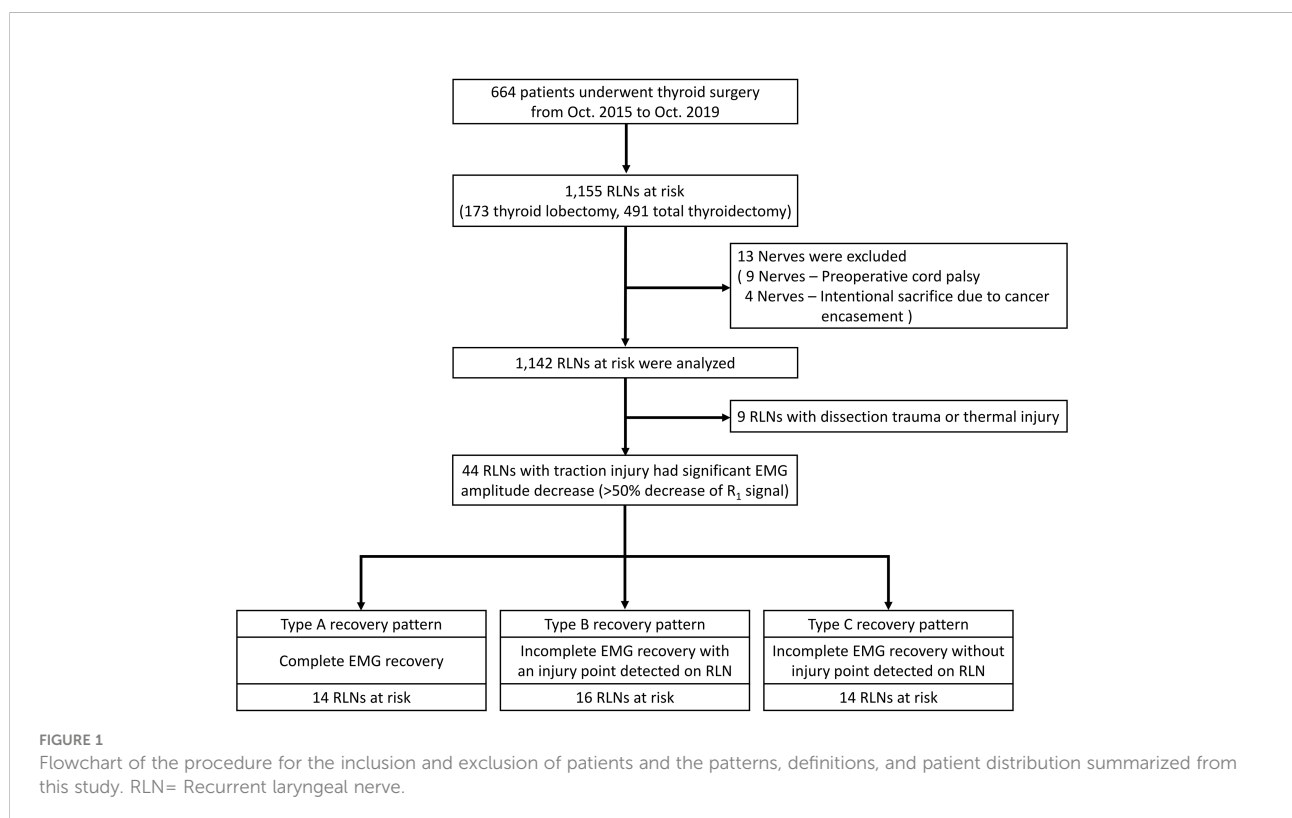 664 patients underwent thyroid surgery
from Oct. 2015 to Oct. 2019
1,155 RLNs at risk
(173 thyroid lobectomy, 491 total thyroidectomy)
13 Nerves were excluded
( 9 Nerves – Preoperative cord palsy
4 Nerves – Intentional sacrifice due to cancer
encasement )
1,142 RLNs at risk were analyzed
9 RLNs with dissection trauma or thermal injury
44 RLNs with traction injury had significant EMG
amplitude decrease (>50% decrease of R₁ signal)
Type A recovery pattern
Complete EMG recovery
14 RLNs at risk
Type B recovery pattern
Incomplete EMG recovery with
an injury point detected on RLN
16 RLNs at risk
Type C recovery pattern
Incomplete EMG recovery without
injury point detected on RLN
14 RLNs at risk
FIGURE 1
Flowchart of the procedure for the inclusion and exclusion of patients and the patterns, definitions, and patient distribution summarized from
this study. RLN= Recurrent laryngeal nerve.